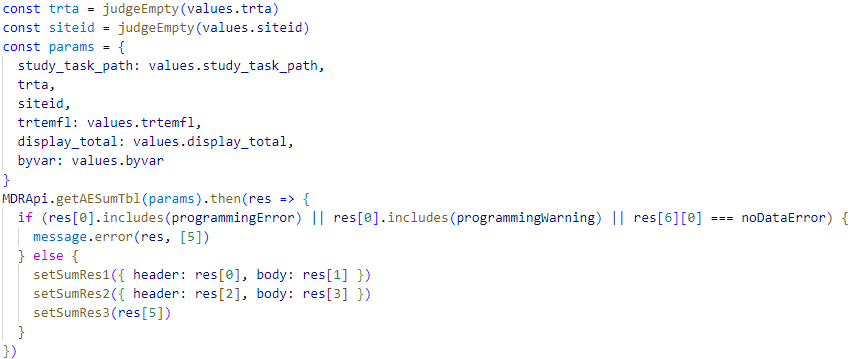 const trta = judgeEmpty(values.trta)
const siteid = judgeEmpty(values.siteid)
const params = {
  study_task_path: values.study_task_path,
  trta,
  siteid,
  trtemfl: values.trtemfl,
  display_total: values.display_total,
  byvar: values.byvar
}
MDRApi.getAESumTbl(params).then(res => {
  if (res[0].includes(programmingError) || res[0].includes(programmingWarning) || res[6][0] === noDataError) {
    message.error(res, [5])
  } else {
    setSumRes1({ header: res[0], body: res[1] })
    setSumRes2({ header: res[2], body: res[3] })
    setSumRes3(res[5])
  }
})